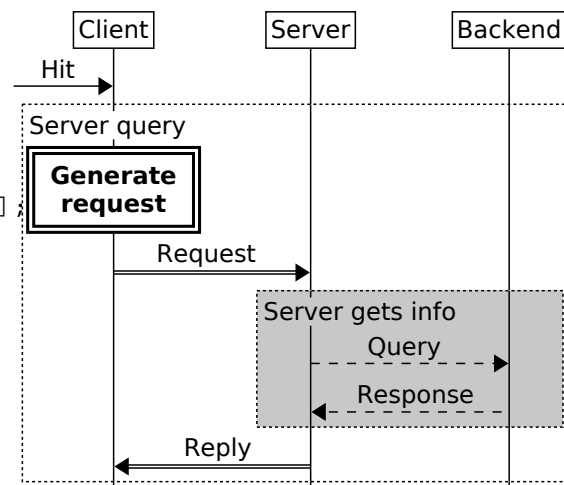 Client Server Backend
Hit
Server query
Generate
request
] ;
Request
Server gets info
Query
Response
Reply